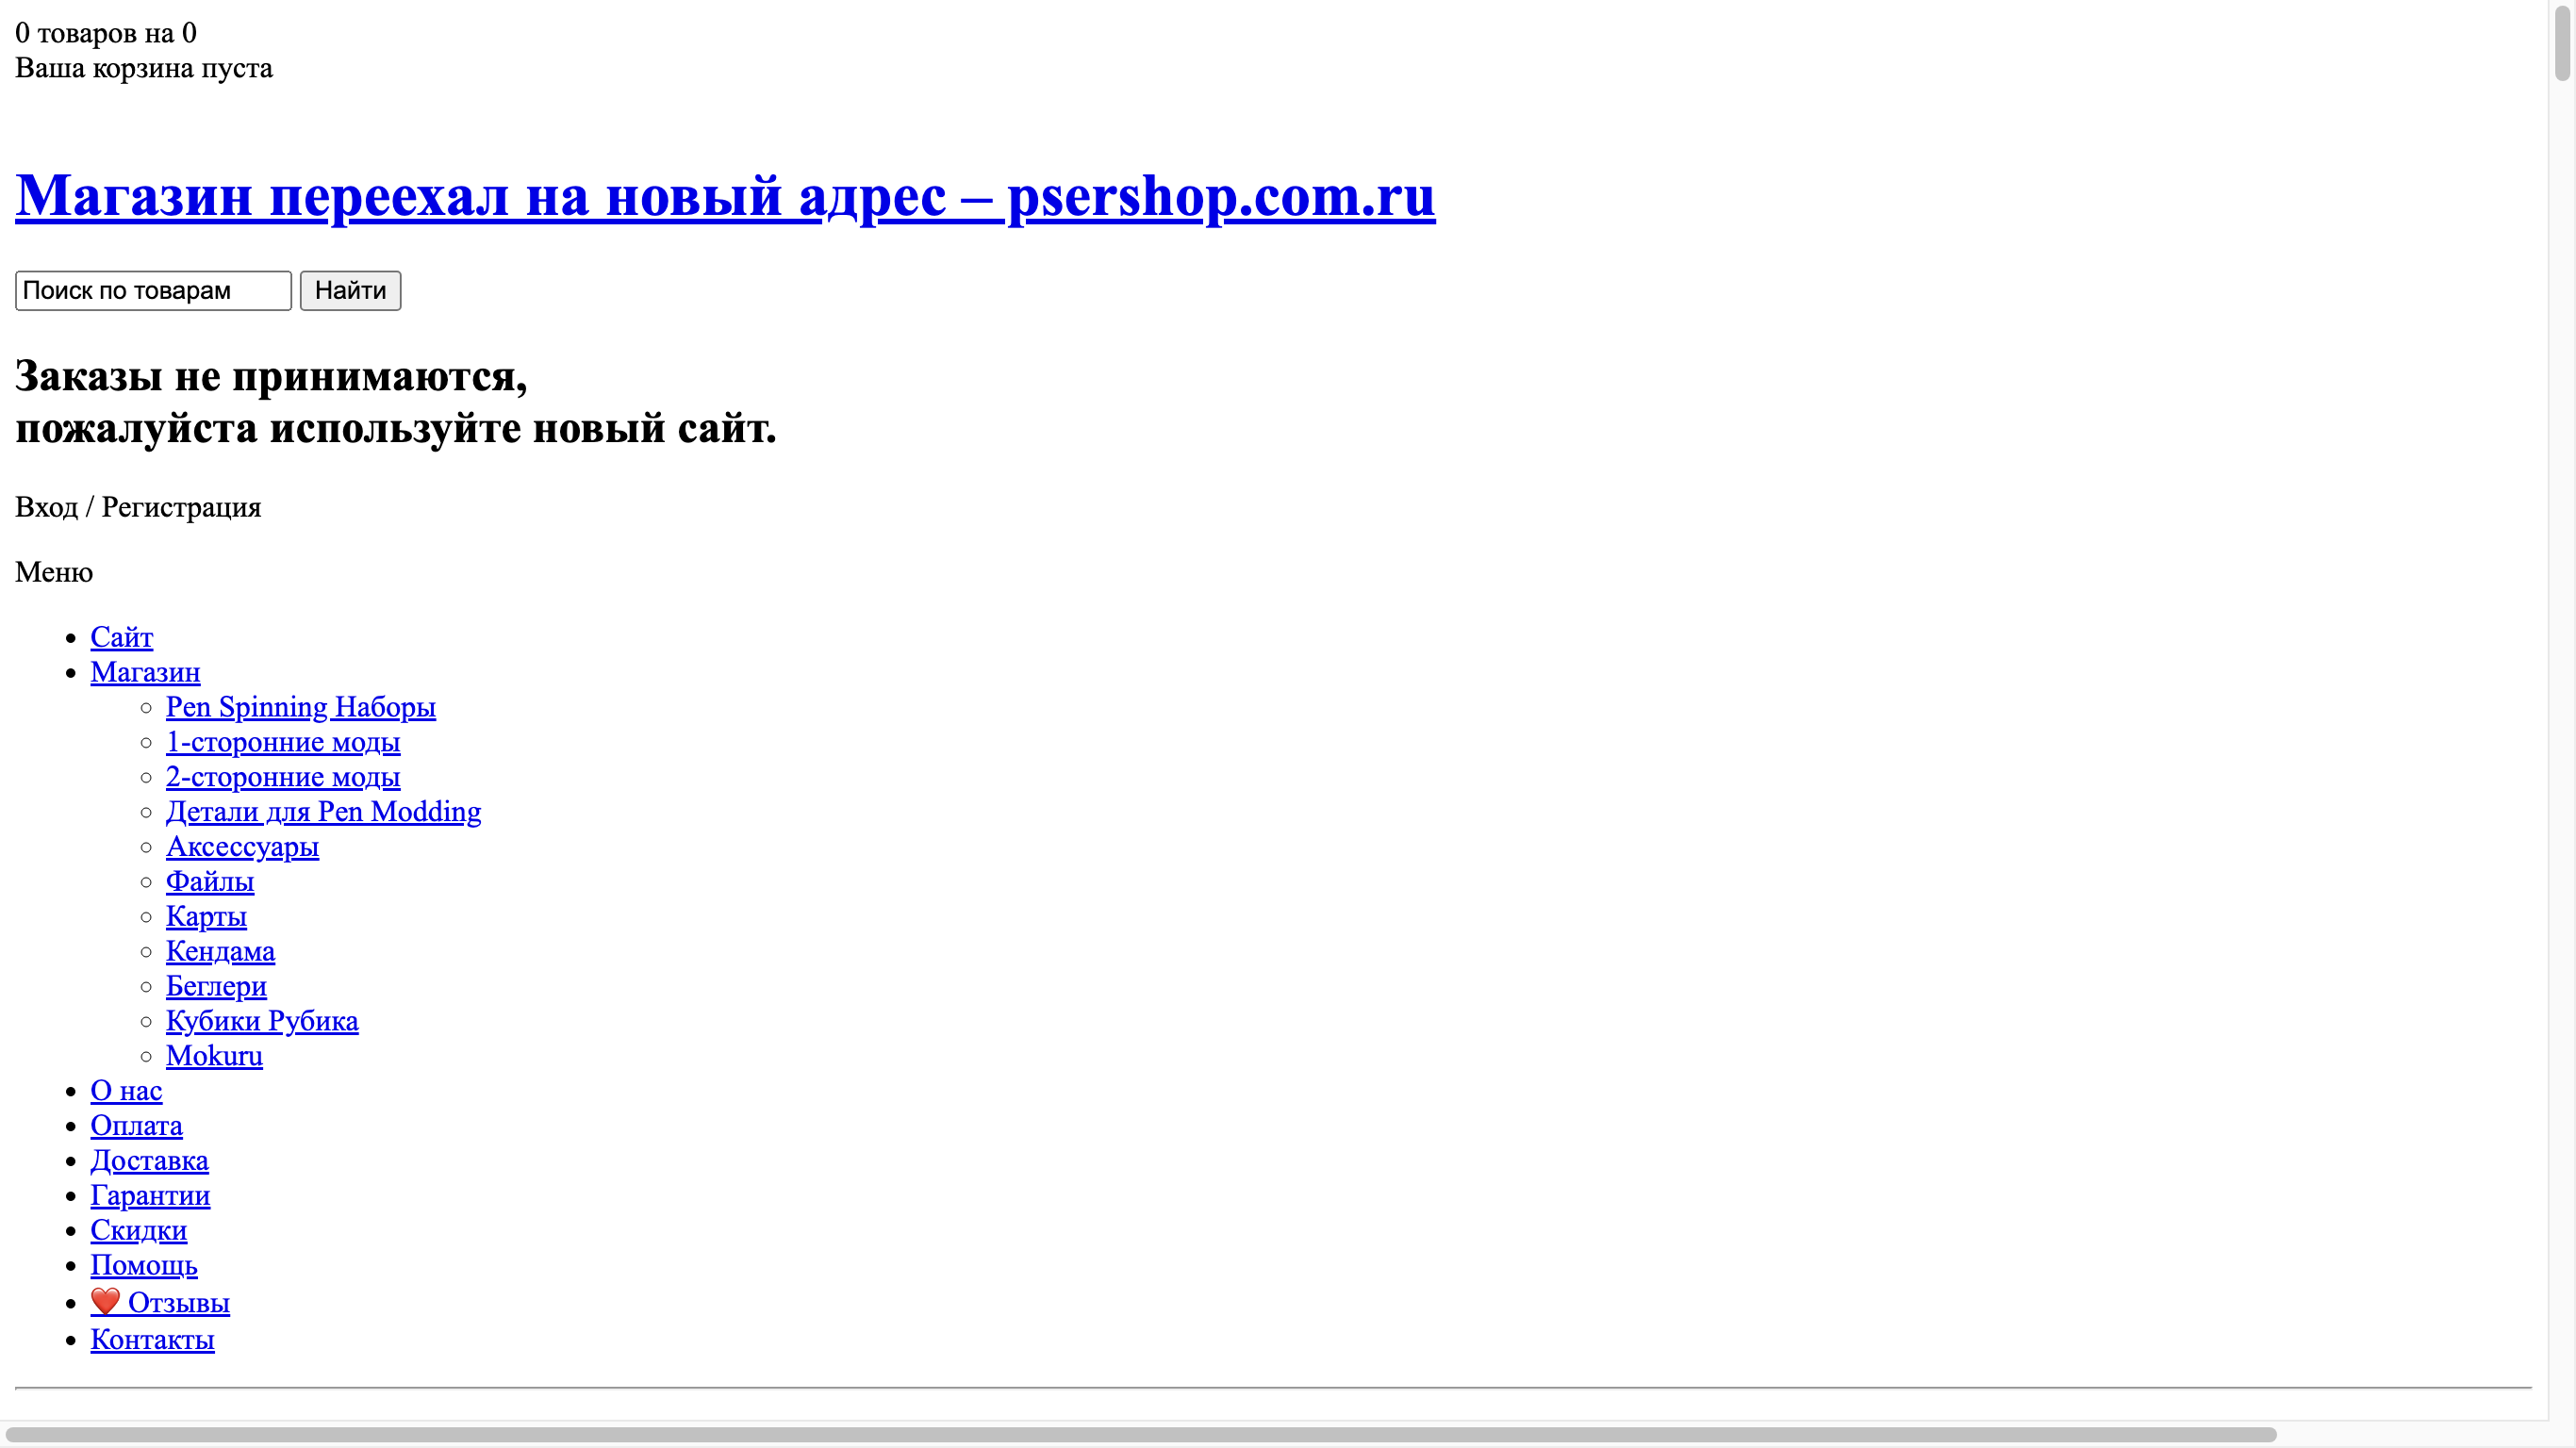 0 товаров на 0
Ваша корзина пуста
Магазин переехал на новый адрес – psershop.com.ru
Поиск по товарам Найти
Заказы не принимаются,
пожалуйста используйте новый сайт.
Вход / Регистрация
Меню
Сайт
Магазин
Pen Spinning Наборы
1-сторонние моды
2-сторонние моды
Детали для Pen Modding
Аксессуары
Файлы
Карты
Кендама
Беглери
Кубики Рубика
Mokuru
О нас
Оплата
Доставка
Гарантии
Скидки
Помощь
❤️ Отзывы
Контакты